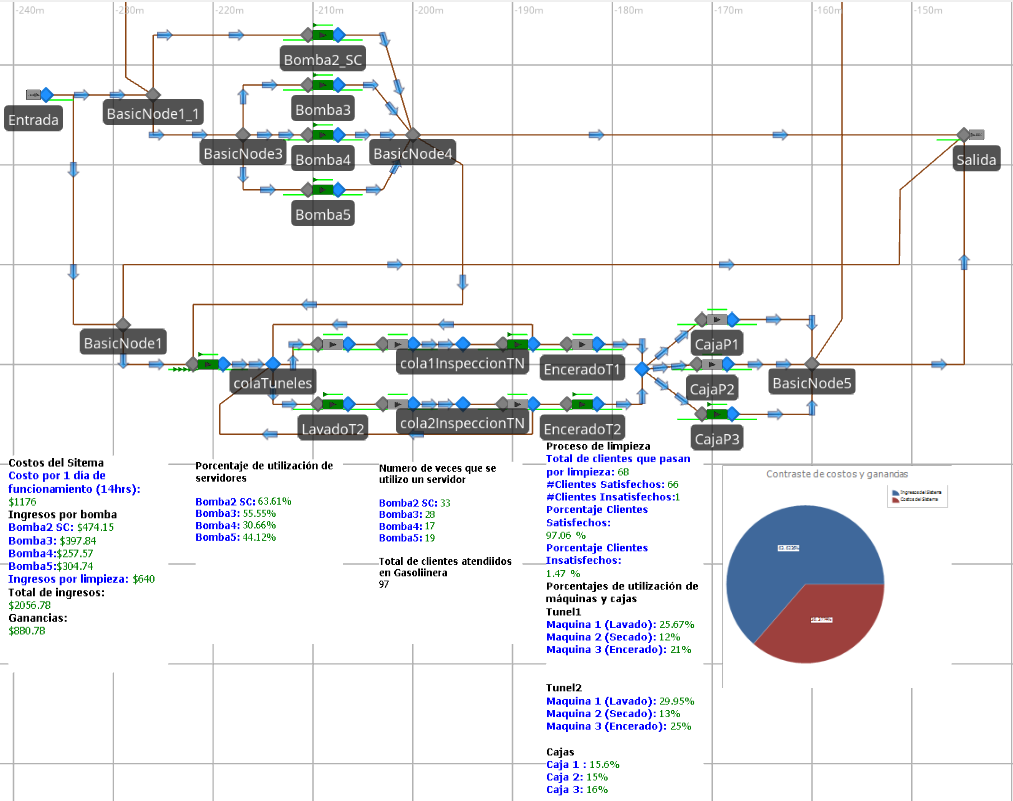 -240m
-230m
-220m
-210m
-200m
-190m
-180m
-170m
-160m
-150m
Bomba2_SC
Entrada
BasicNode1_1
Bomba3
BasicNode3
Bomba4
BasicNode4
Salida
Bomba5
BasicNode1
CajaP1
colaTuneles
cola1InspeccionTN
EnceradoT1
CajaP2
BasicNode5
LavadoT2
cola2InspeccionTN
EnceradoT2
CajaP3
Costos del Sitema
Costo por 1 día de
funcionamiento (14hrs):
$1176
Ingresos por bomba
Bomba2 SC: $474.15
Bomba3: $397.84
Bomba4:$257.57
Bomba5:$304.74
Ingresos por limpieza: $640
Total de ingresos:
$2056.78
Ganancias:
$880.78
Porcentaje de utilización de
servidores
Bomba2 SC: 63.61%
Bomba3: 55.55%
Bomba4: 30.66%
Bomba5: 44.12%
Numero de veces que se
utilizo un servidor
Bomba2 SC: 33
Bomba3: 28
Bomba4: 17
Bomba5: 19
Total de clientes atendiidos
en Gasoliinera
97
Proceso de limpieza
Total de clientes que pasan
por limpieza: 68
#Clientes Satisfechos: 66
#Clientes Insatisfechos:1
Porcentaje Clientes
Satisfechos:
97.06 %
Porcentaje Clientes
Insatisfechos:
1.47 %
Porcentajes de utilización de
máquinas y cajas
Tunel1
Maquina 1 (Lavado): 25.67%
Maquina 2 (Secado): 12%
Maquina 3 (Encerado): 21%
Tunel2
Maquina 1 (Lavado): 29.95%
Maquina 2 (Secado): 13%
Maquina 3 (Encerado): 25%
Cajas
Caja 1 : 15.6%
Caja 2: 15%
Caja 3: 16%
Contraste de costos y ganandas
Ingresos del Sistema
Costos del Sistema